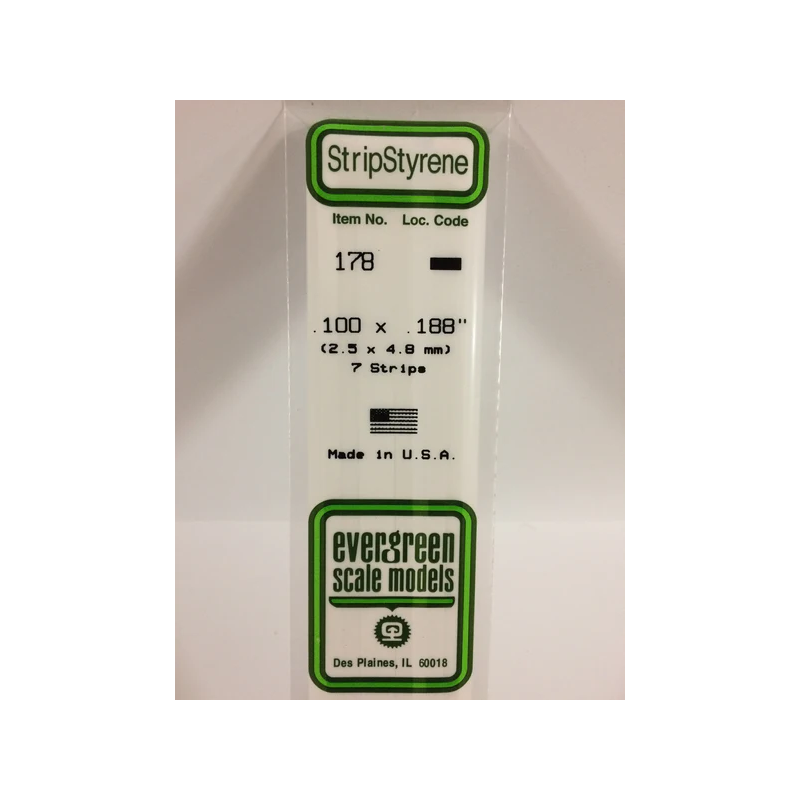 StripStyrene
Item No. Loc. Code
178
.100 x .188"
(2.5 x 4.8 mm)
7 Strips
Made in U.S.A.
evergreen
scale models
Des Plaines, IL 60018